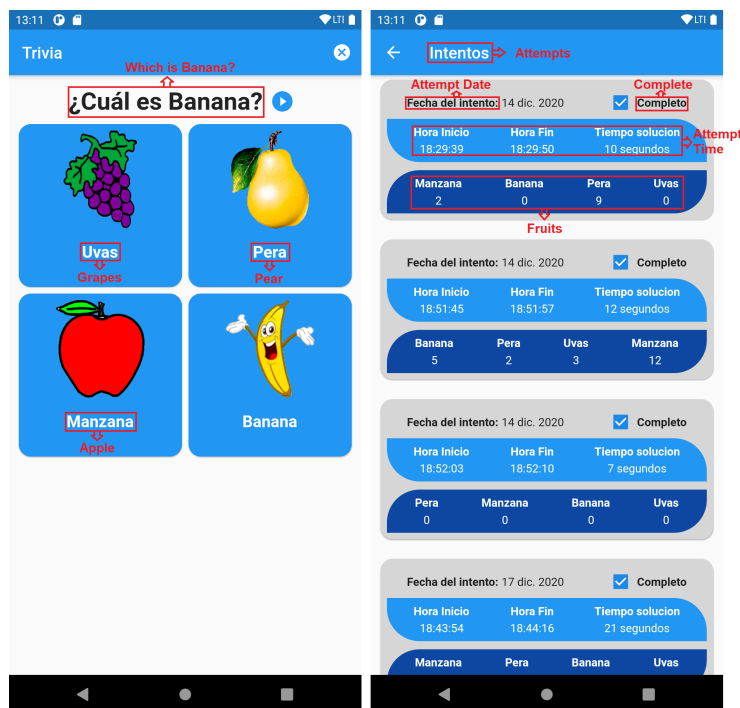 13:11 LTE
Trivia
Which is Banana?
¿Cuál es Banana?
Uvas
Grapes
Pera
Pear
Manzana
Apple
Banana
13:11 LTE
Intentos Attempts
Attempt Date Complete
Fecha del intento: 14 dic. 2020 Completo
Hora Inicio Hora Fin Tiempo solucion
18:29:39 18:29:50 10 segundos
Attempt
Time
Manzana Banana Pera Uvas
2 0 9 0
Fruits
Fecha del intento: 14 dic. 2020 Completo
Hora Inicio Hora Fin Tiempo solucion
18:51:45 18:51:57 12 segundos
Banana Pera Uvas Manzana
5 2 3 12
Fecha del intento: 14 dic. 2020 Completo
Hora Inicio Hora Fin Tiempo solucion
18:52:03 18:52:10 7 segundos
Pera Manzana Banana Uvas
0 0 0 0
Fecha del intento: 17 dic. 2020 Completo
Hora Inicio Hora Fin Tiempo solucion
18:43:54 18:44:16 21 segundos
Manzana Pera Banana Uvas